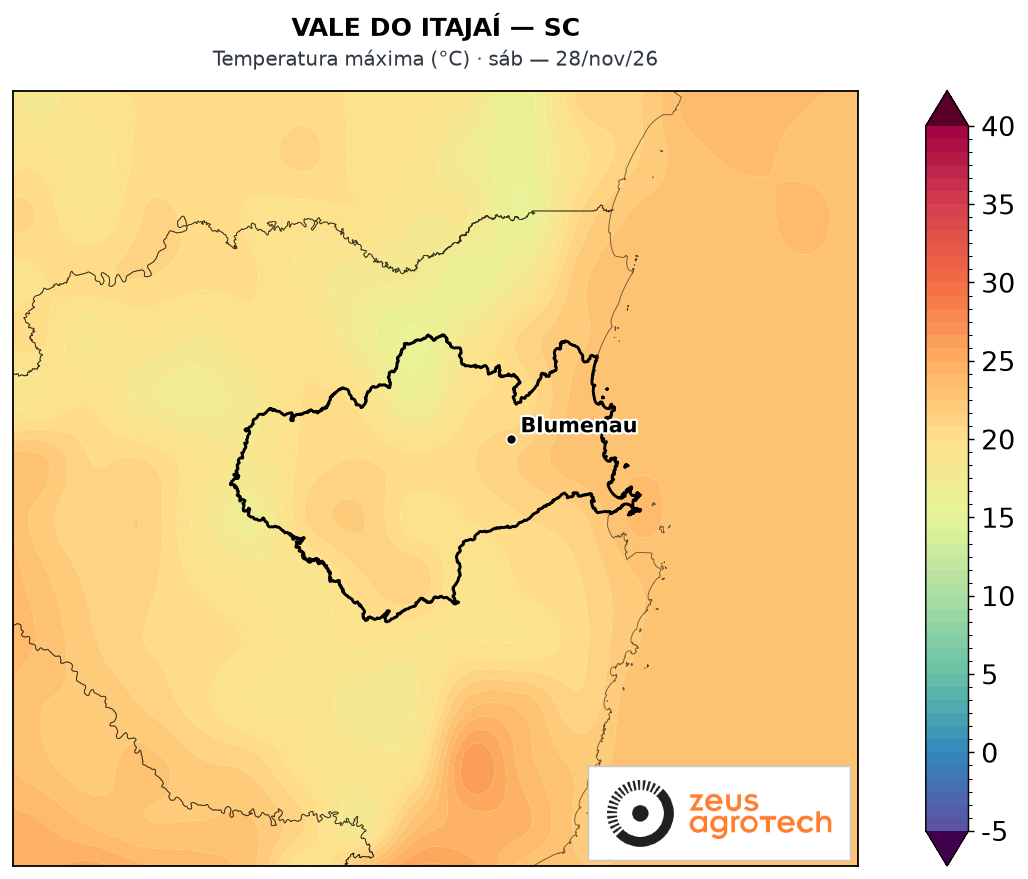 VALE DO ITAJAÍ — SC
Temperatura máxima (°C) · sáb — 28/nov/26
Blumenau
40
35
30
25
20
15
10
5
0
-5
zeus
agrotech